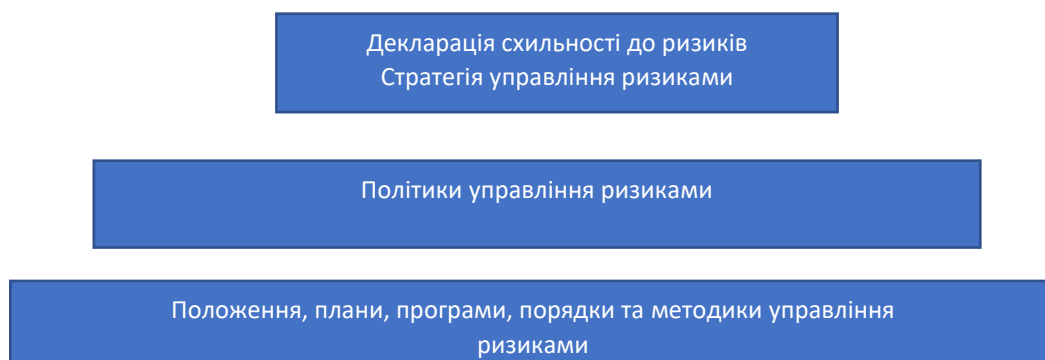 Декларація схильності до ризиків
Стратегія управління ризиками
Політики управління ризиками
Положення, плани, програми, порядки та методики управління
ризиками